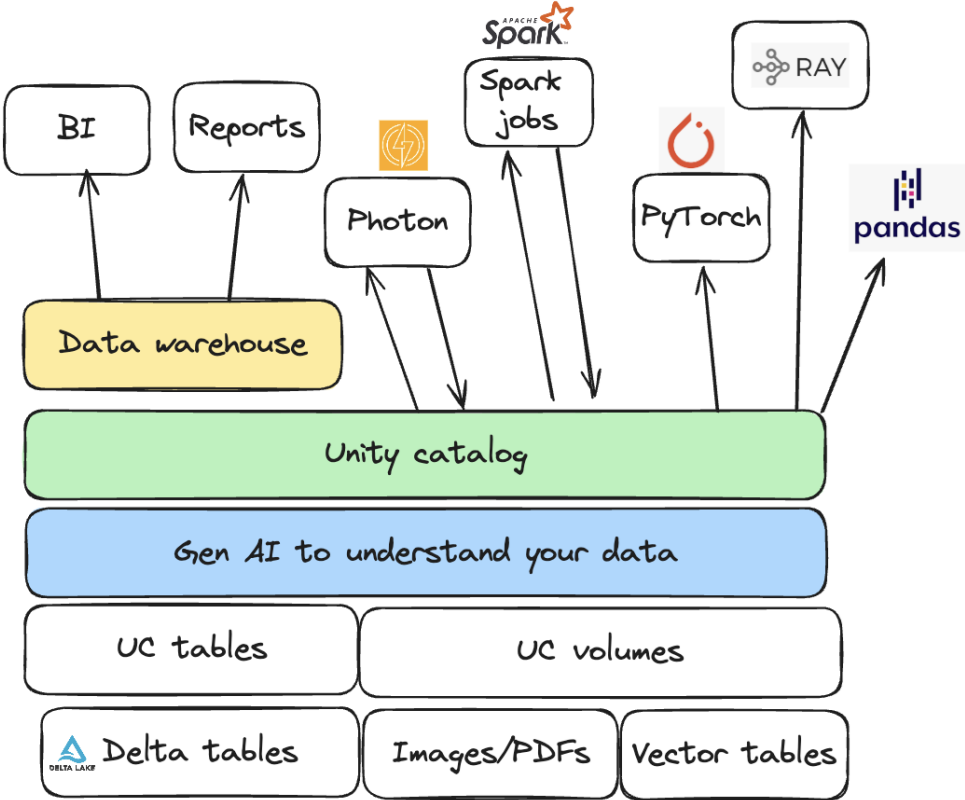 APACHE
Spark
Spark
jobs
RAY
BI
Reports
Photon
PyTorch
pandas
Data warehouse
Unity catalog
Gen AI to understand your data
UC tables
UC volumes
DELTA LAKE
Delta tables
Images/PDFs
Vector tables